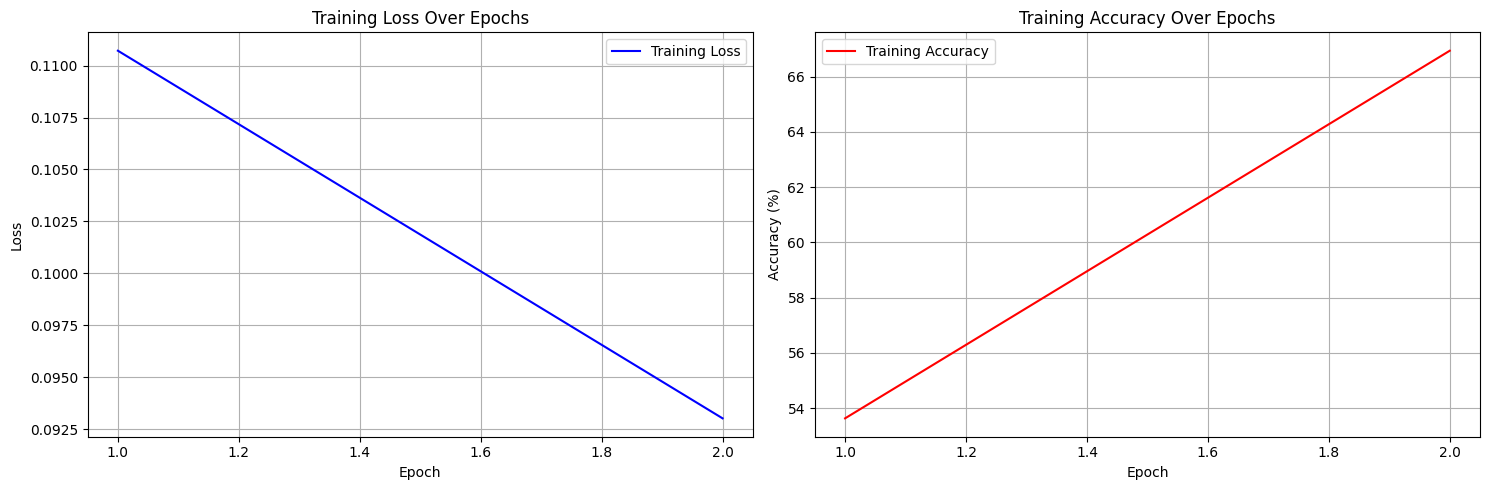 Training Loss Over Epochs
Training Loss
0.1100
0.1075
0.1050
0.1025
0.1000
0.0975
0.0950
0.0925
Loss
1.0 1.2 1.4 1.6 1.8 2.0
Epoch
Training Accuracy Over Epochs
Training Accuracy
66
64
62
60
58
56
54
Accuracy (%)
1.0 1.2 1.4 1.6 1.8 2.0
Epoch